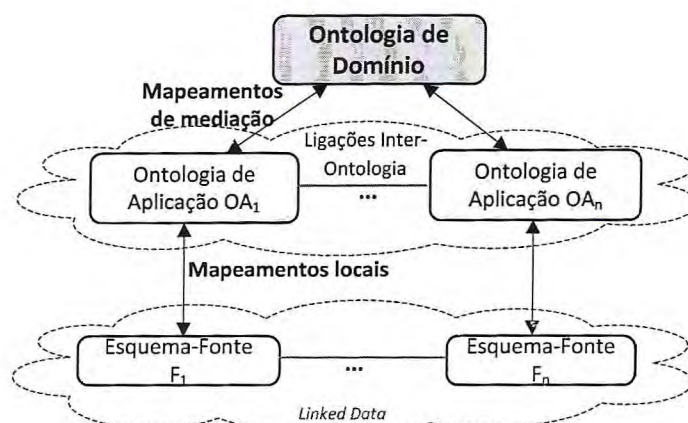 Ontologia de
Domínio
Mapeamentos
de mediação
Ligações Inter-
Ontologia
Ontologia de
Aplicação OA₁
...
Ontologia de
Aplicação OAₙ
Mapeamentos locais
Esquema-Fonte
F₁
...
Esquema-Fonte
Fₙ
Linked Data